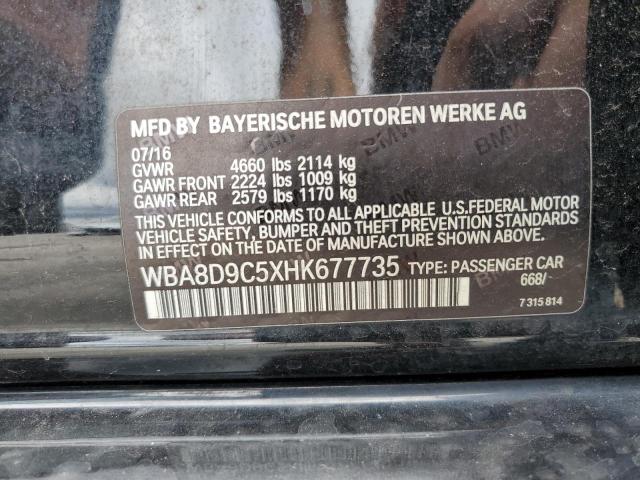 MFD BY BAYERISCHE MOTOREN WERKE AG
07/16
GVWR 4660 lbs 2114 kg
GAWR FRONT 2224 lbs 1009 kg
GAWR REAR 2579 lbs 1170 kg
THIS VEHICLE CONFORMS TO ALL APPLICABLE U.S.FEDERAL MOTOR
VEHICLE SAFETY, BUMPER AND THEFT PREVENTION STANDARDS
IN EFFECT ON THE DATE OF MANUFACTURE SHOWN ABOVE.
WBA8D9C5XHK677735 TYPE: PASSENGER CAR
668/
7 315 814